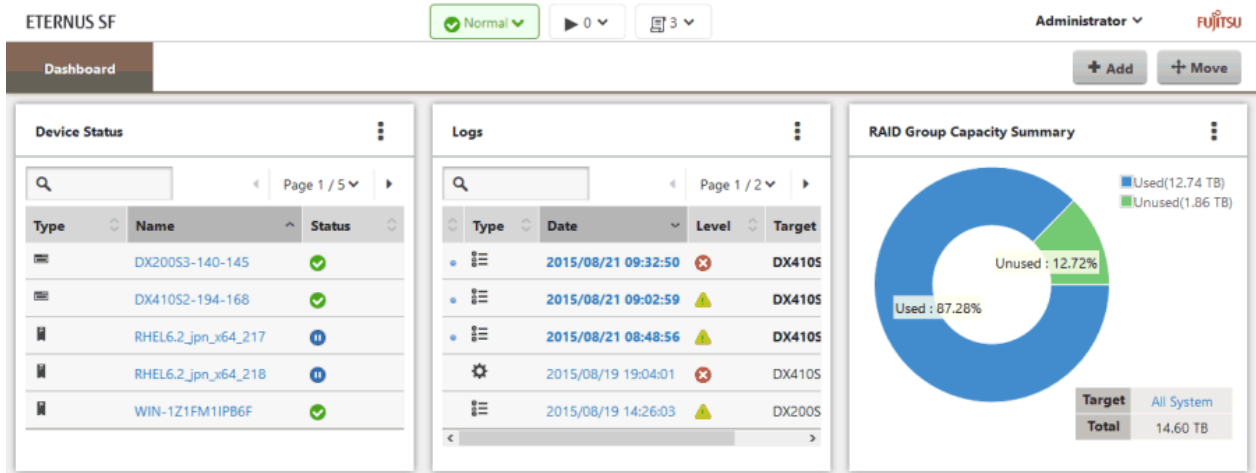 ETERNUS SF
Normal
0
3
Administrator
FUJITSU
Dashboard
Add
Move
Device Status
Page 1 / 5
Type Name Status
DX200S3-140-145
DX410S2-194-168
RHEL6.2_jpn_x64_217
RHEL6.2_jpn_x64_218
WIN-1Z1FM1IPB6F
Logs
Page 1 / 2
Type Date Level Target
2015/08/21 09:32:50 DX410S
2015/08/21 09:02:59 DX410S
2015/08/21 08:48:56 DX410S
2015/08/19 19:04:01 DX410S
2015/08/19 14:26:03 DX200S
RAID Group Capacity Summary
Used(12.74 TB)
Unused(1.86 TB)
Unused : 12.72%
Used : 87.28%
Target All System
Total 14.60 TB